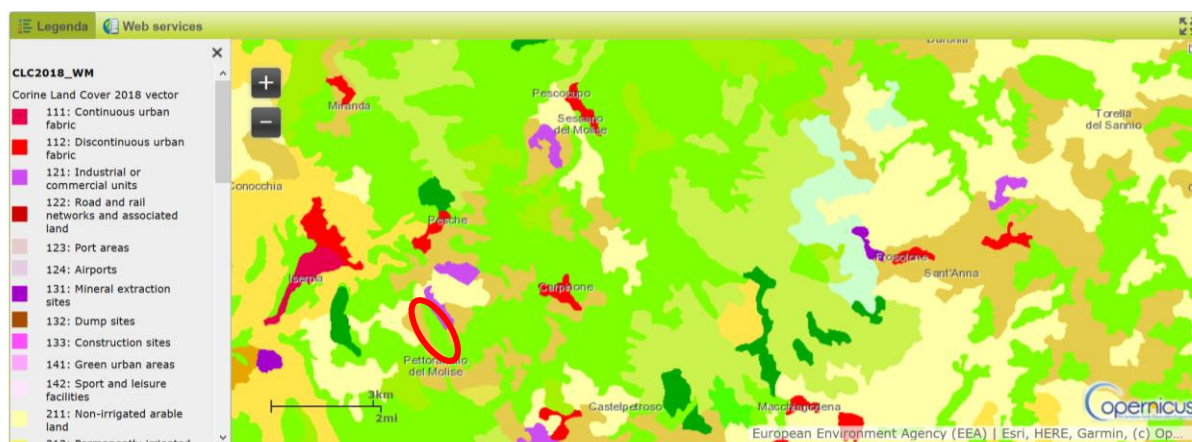 Legenda
Web services
CLC2018_WM
Corine Land Cover 2018 vector
111: Continuous urban
fabric
112: Discontinuous urban
fabric
121: Industrial or
commercial units
122: Road and rail
networks and associated
land
123: Port areas
124: Airports
131: Mineral extraction
sites
132: Dump sites
133: Construction sites
141: Green urban areas
142: Sport and leisure
facilities
211: Non-irrigated arable
land
+
−
Miranda
Pescocupo
Sessano
del Molise
Duronia
Torella
del Sannio
Conocchia
Pesche
Isernia
Carpinone
Frosolone
Sant'Anna
Pettoranello
del Molise
3km
2mi
Castelpetroso
Macchiagodena
opernicus
European Environment Agency (EEA) | Esri, HERE, Garmin, (c) Op...